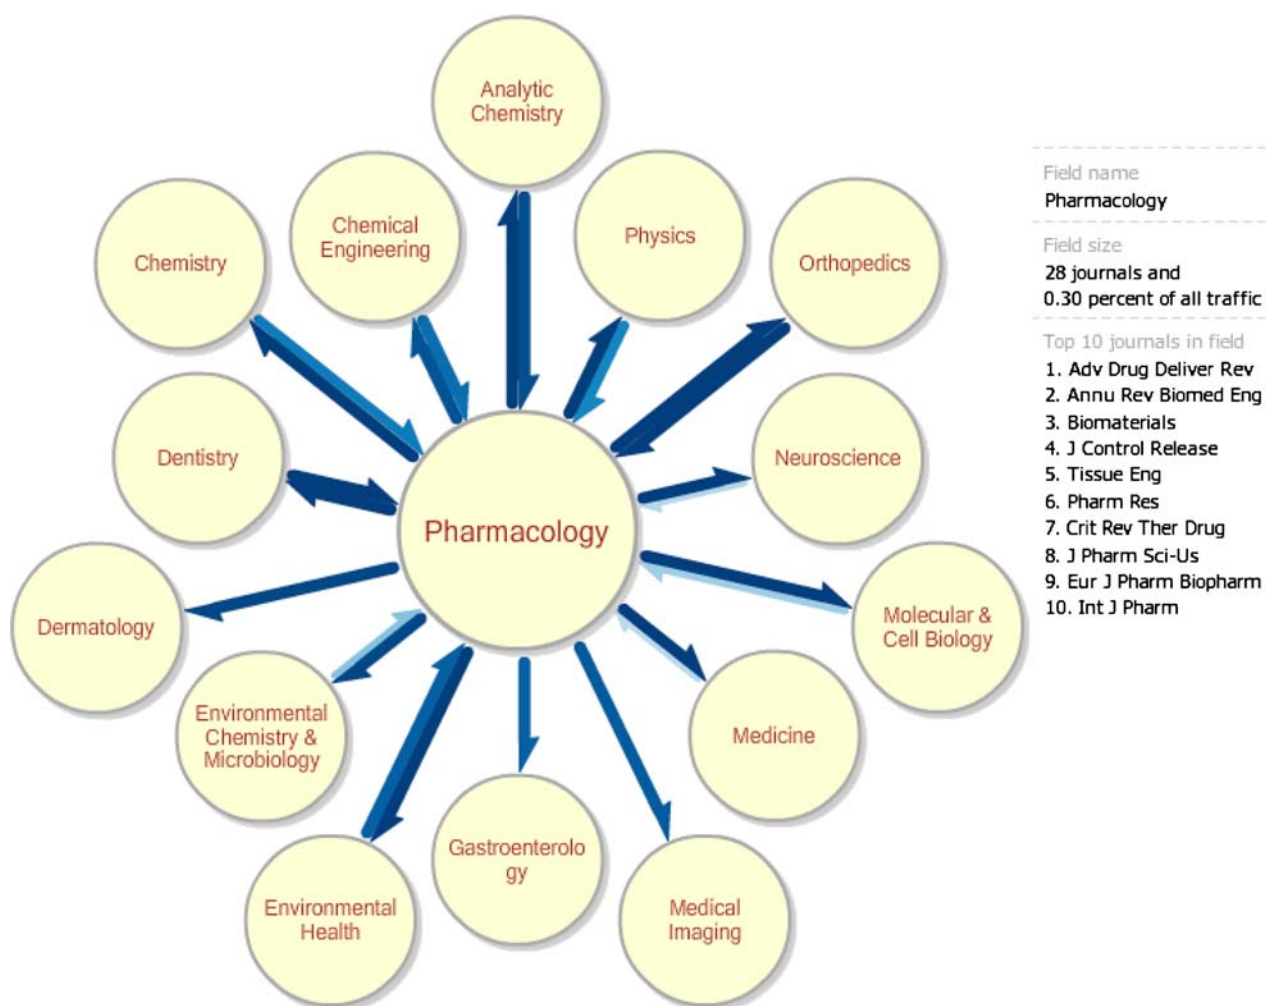 Analytic
Chemistry
Chemical
Engineering
Physics
Chemistry
Orthopedics
Dentistry
Neuroscience
Pharmacology
Dermatology
Molecular &
Cell Biology
Environmental
Chemistry &
Microbiology
Medicine
Gastroenterolo
gy
Environmental
Health
Medical
Imaging
Field name
Pharmacology
Field size
28 journals and
0.30 percent of all traffic
Top 10 journals in field
1. Adv Drug Deliver Rev
2. Annu Rev Biomed Eng
3. Biomaterials
4. J Control Release
5. Tissue Eng
6. Pharm Res
7. Crit Rev Ther Drug
8. J Pharm Sci-Us
9. Eur J Pharm Biopharm
10. Int J Pharm